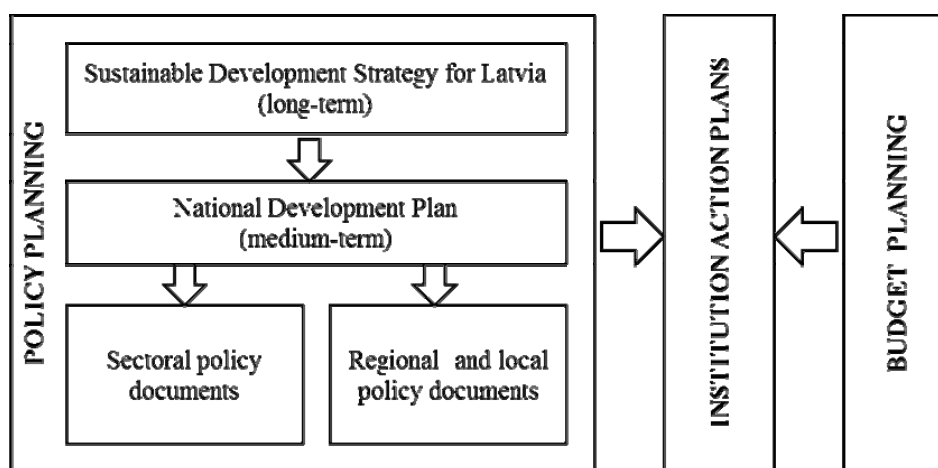 POLICY PLANNING
Sustainable Development Strategy for Latvia
(long-term)
National Development Plan
(medium-term)
Sectoral policy
documents
Regional and local
policy documents
INSTITUTION ACTION PLANS
BUDGET PLANNING